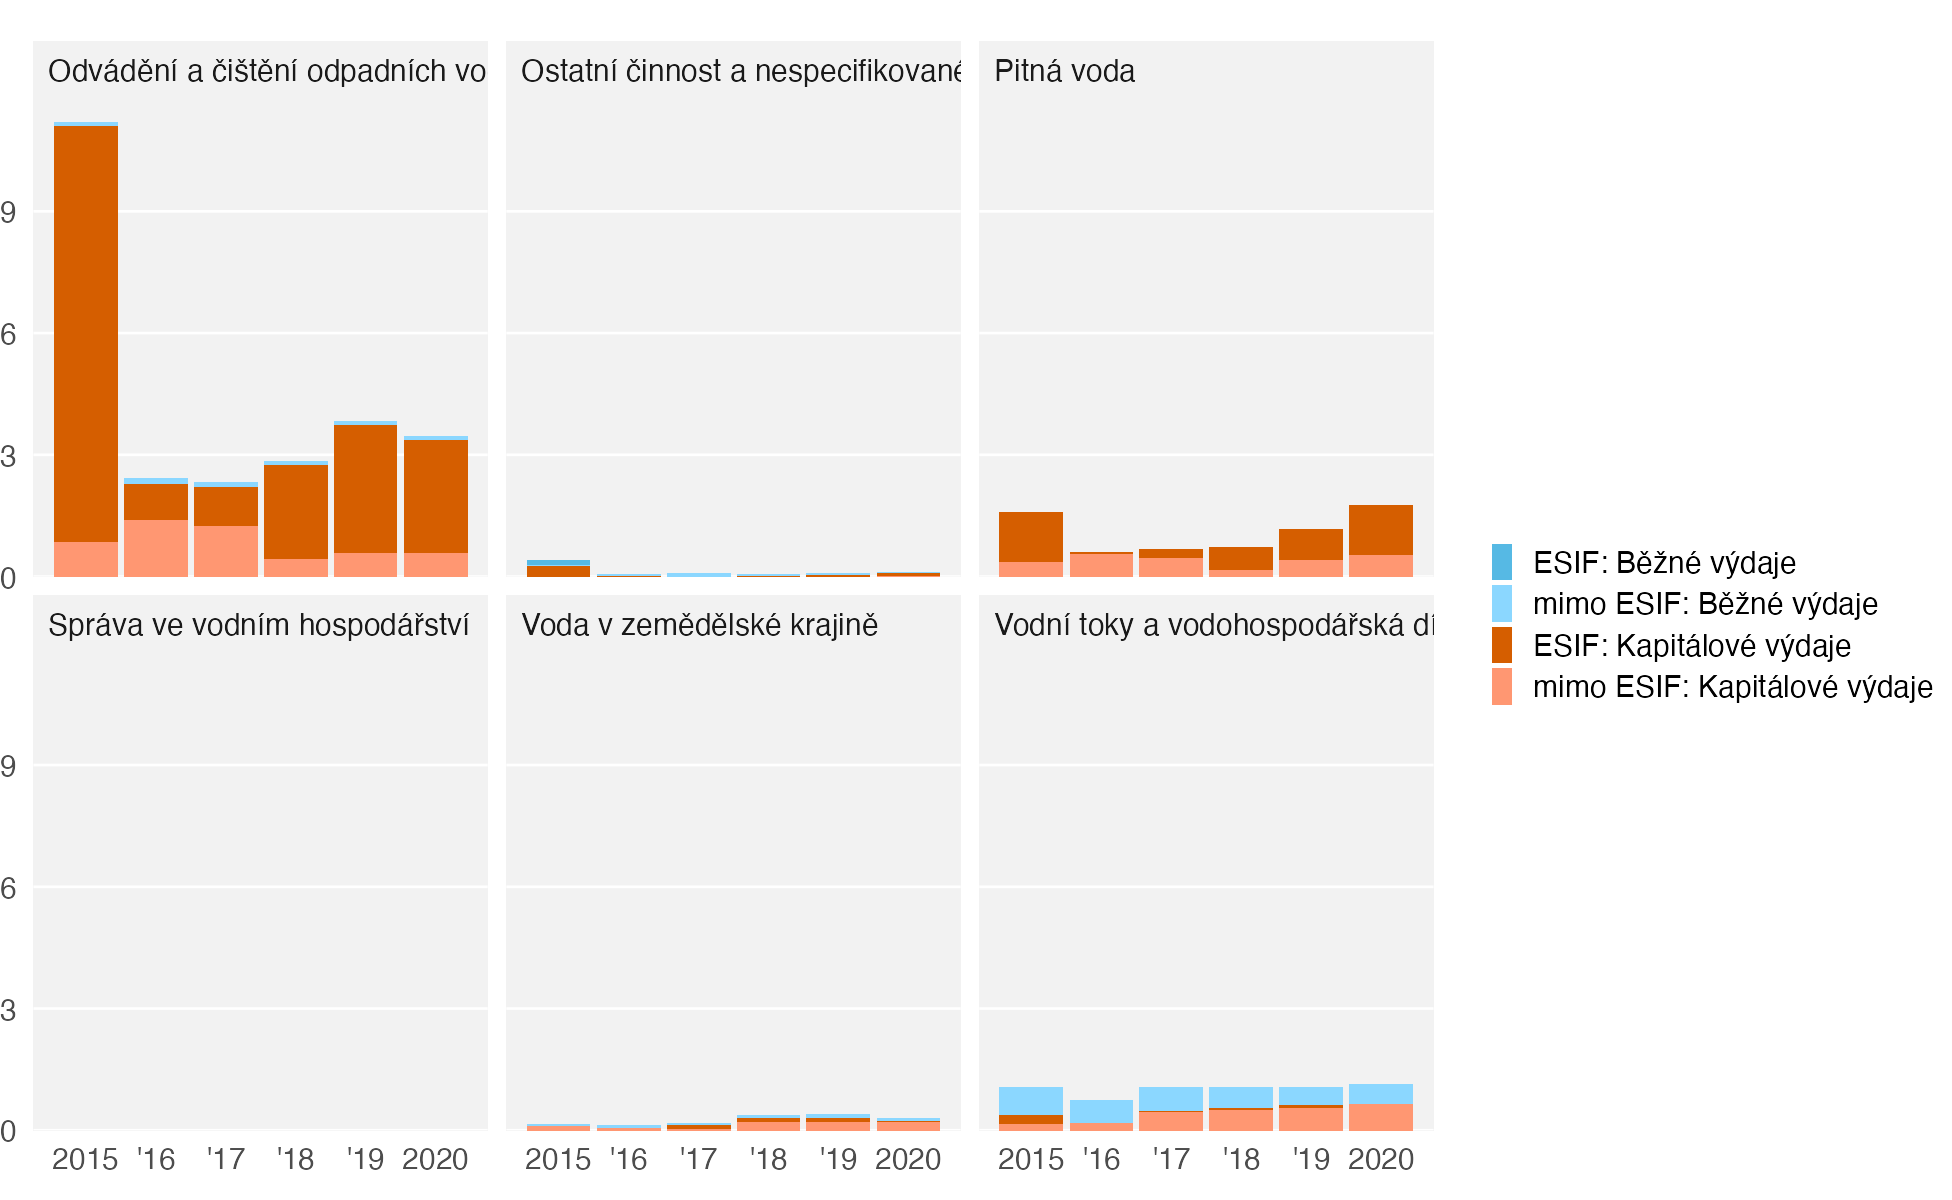 Odvádění a čištění odpadních vo
Ostatní činnost a nespecifikované
Pitná voda
9
6
3
0
ESIF: Běžné výdaje
mimo ESIF: Běžné výdaje
ESIF: Kapitálové výdaje
mimo ESIF: Kapitálové výdaje
Správa ve vodním hospodářství
Voda v zemědělské krajině
Vodní toky a vodohospodářská dí
9
6
3
0
2015 '16 '17 '18 '19 2020
2015 '16 '17 '18 '19 2020
2015 '16 '17 '18 '19 2020